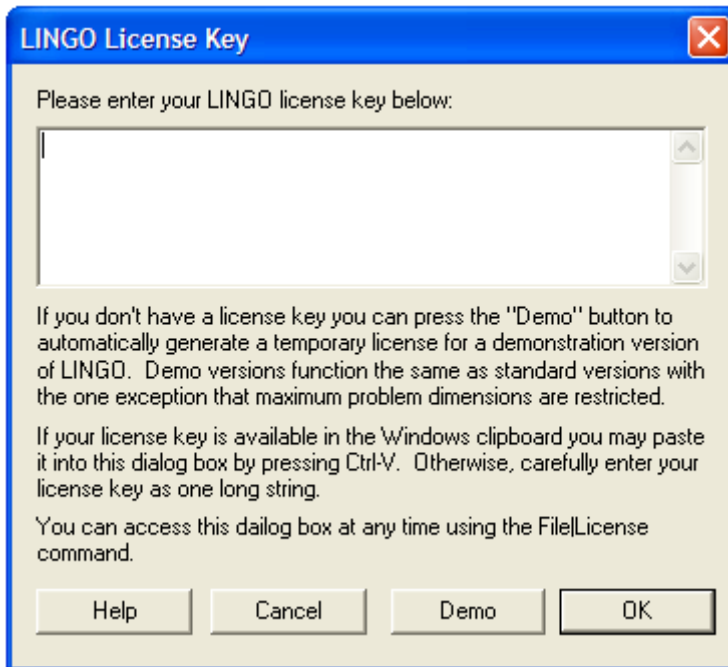 LINGO License Key
Please enter your LINGO license key below:
If you don't have a license key you can press the "Demo" button to
automatically generate a temporary license for a demonstration version
of LINGO.  Demo versions function the same as standard versions with
the one exception that maximum problem dimensions are restricted.
If your license key is available in the Windows clipboard you may paste
it into this dialog box by pressing Ctrl-V.  Otherwise, carefully enter your
license key as one long string.
You can access this dailog box at any time using the File|License
command.
Help
Cancel
Demo
OK